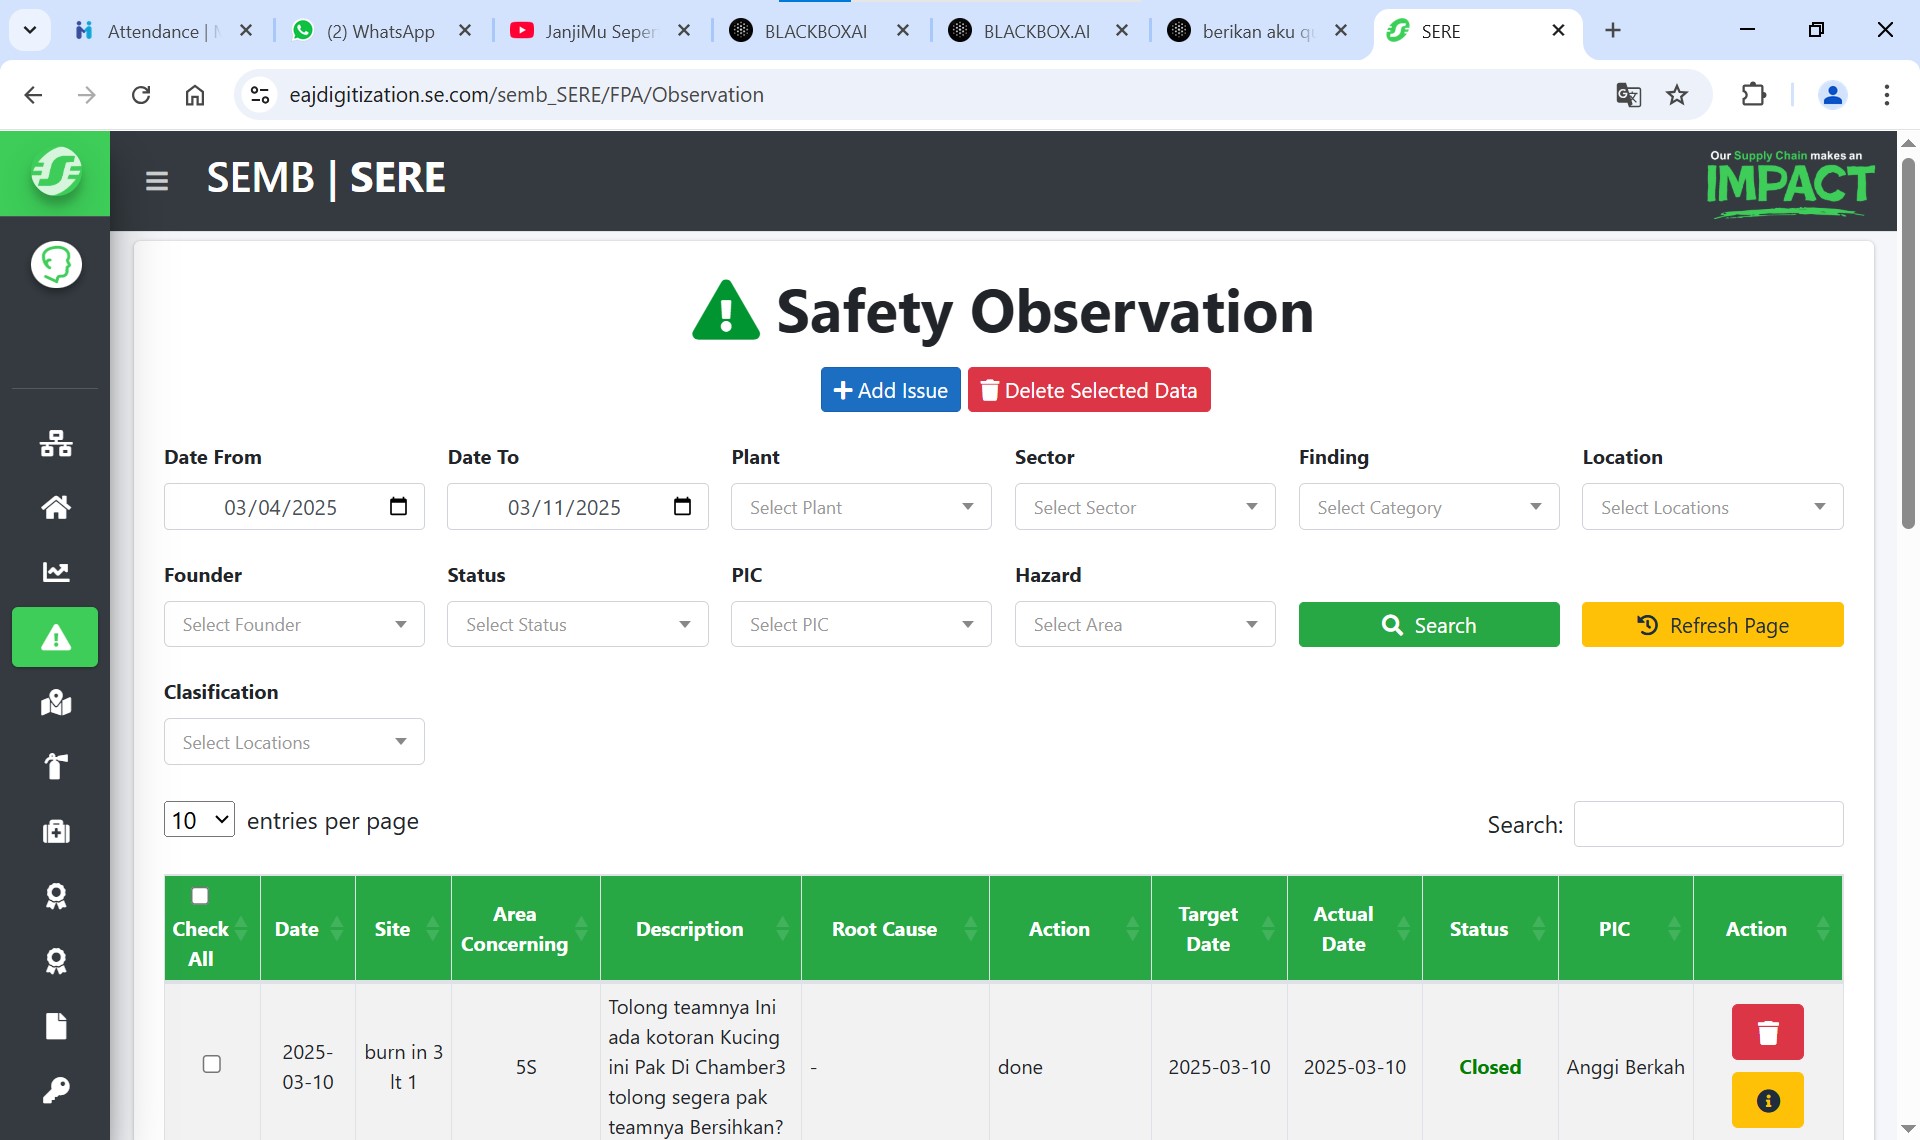 Attendance |
(2) WhatsApp
JanjiMu Seper
BLACKBOXAI
BLACKBOX.AI
berikan aku qu
SERE
eajdigitization.se.com/semb_SERE/FPA/Observation
SEMB | SERE
Our Supply Chain makes an
IMPACT
Safety Observation
Add Issue
Delete Selected Data
Date From
Date To
Plant
Sector
Finding
Location
03/04/2025
03/11/2025
Select Plant
Select Sector
Select Category
Select Locations
Founder
Status
PIC
Hazard
Select Founder
Select Status
Select PIC
Select Area
Search
Refresh Page
Clasification
Select Locations
10 entries per page
Search:
Check
All
Date
Site
Area
Concerning
Description
Root Cause
Action
Target
Date
Actual
Date
Status
PIC
Action
2025-
03-10
burn in 3
lt 1
5S
Tolong teamnya Ini
ada kotoran Kucing
ini Pak Di Chamber3
tolong segera pak
teamnya Bersihkan?
-
done
2025-03-10
2025-03-10
Closed
Anggi Berkah